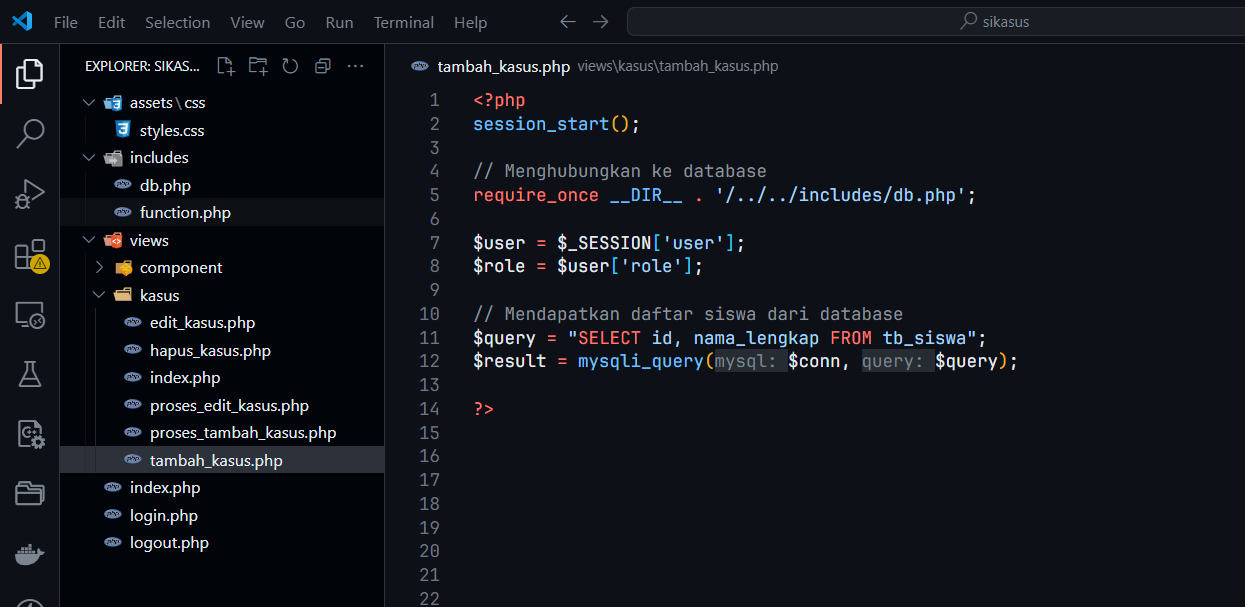 File Edit Selection View Go Run Terminal Help
sikasus
EXPLORER: SIKAS...
assets\css
styles.css
includes
db.php
function.php
views
component
kasus
edit_kasus.php
hapus_kasus.php
index.php
proses_edit_kasus.php
proses_tambah_kasus.php
tambah_kasus.php
index.php
login.php
logout.php
tambah_kasus.php views\kasus\tambah_kasus.php
1 <?php
2 session_start();
3
4 // Menghubungkan ke database
5 require_once __DIR__ . '/../../includes/db.php';
6
7 $user = $_SESSION['user'];
8 $role = $user['role'];
9
10 // Mendapatkan daftar siswa dari database
11 $query = "SELECT id, nama_lengkap FROM tb_siswa";
12 $result = mysqli_query(mysql: $conn, query: $query);
13
14 ?>
15
16
17
18
19
20
21
22